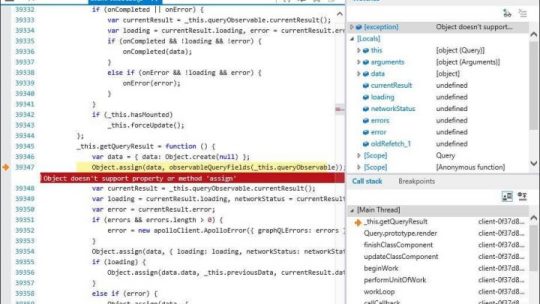 39332 if (onCompleted || onError) {
39333 var currentResult = _this.queryObservable.currentResult();
39334 var loading = currentResult.loading, error = currentResult.err
39335 if (onCompleted && !loading && !error) {
39336 onCompleted(data);
39337 }
39338 else if (onError && !loading && error) {
39339 onError(error);
39340 }
39341 }
39342 if (_this.hasMounted)
39343 _this.forceUpdate();
39344 };
39345 _this.getQueryResult = function () {
39346 var data = { data: Object.create(null) };
39347 Object.assign(data, observableQueryFields(_this.queryObservable));
Object doesn't support property or method 'assign'
39348 var currentResult = _this.queryObservable.currentResult();
39349 var loading = currentResult.loading, networkStatus = currentResult
39350 var error = currentResult.error;
39351 if (errors && errors.length > 0) {
39352 error = new apolloClient.ApolloError({ graphQLErrors: errors }
39353 }
39354 Object.assign(data, { loading: loading, networkStatus: networkStat
39355 if (loading) {
39356 Object.assign(data.data, _this.previousData, currentResult.dat
39357 }
39358 else if (error) {
[exception] Object doesn't support...
[Locals]
this [object (Query)]
arguments [object (Arguments)]
data [object]
currentResult undefined
loading undefined
networkStatus undefined
errors undefined
error undefined
oldRefetch_1 undefined
[Scope] Query
[Scope] [Anonymous function]
Call stack Breakpoints
[Main Thread]
_this.getQueryResult client-0f37d8...
Query.prototype.render client-0f37d8...
finishClassComponent client-0f37d8...
updateClassComponent client-0f37d8...
beginWork client-0f37d8...
performUnitOfWork client-0f37d8...
workLoop client-0f37d8...
callCallback client-0f37d8...